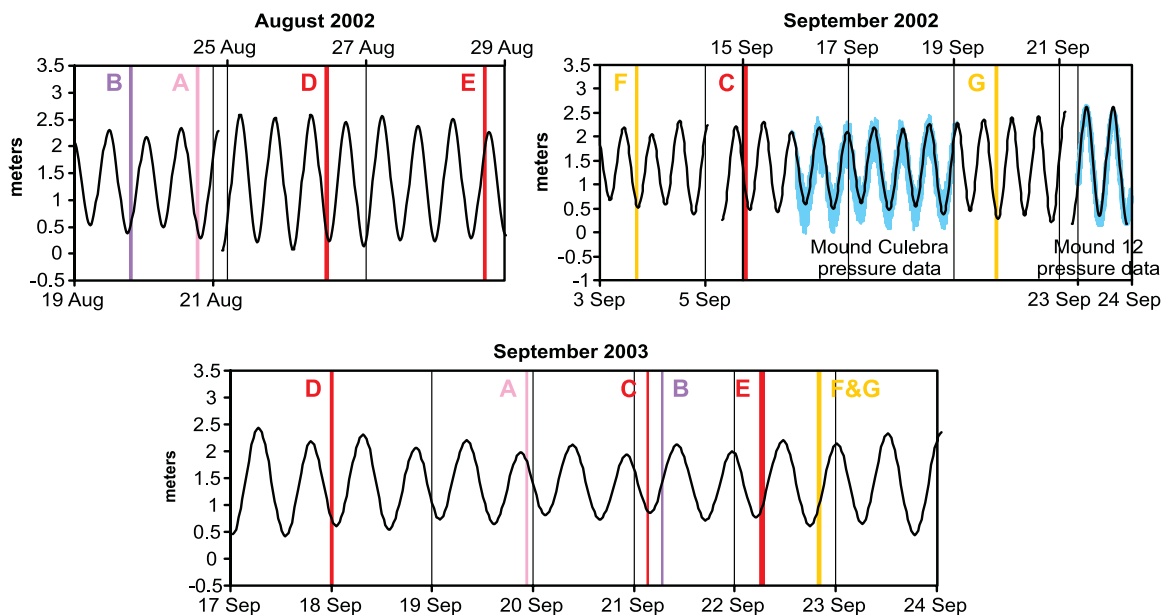 August 2002
25 Aug 27 Aug 29 Aug
3.5
3
2.5
2
1.5
1
0.5
0
−0.5
meters
B A D E
19 Aug 21 Aug
September 2002
15 Sep 17 Sep 19 Sep 21 Sep
3.5
3
2.5
2
1.5
1
0.5
0
−0.5
−1
meters
F C G
Mound Culebra
pressure data
Mound 12
pressure data
3 Sep 5 Sep 23 Sep 24 Sep
September 2003
3.5
3
2.5
2
1.5
1
0.5
0
−0.5
meters
D A C B E F&G
17 Sep 18 Sep 19 Sep 20 Sep 21 Sep 22 Sep 23 Sep 24 Sep